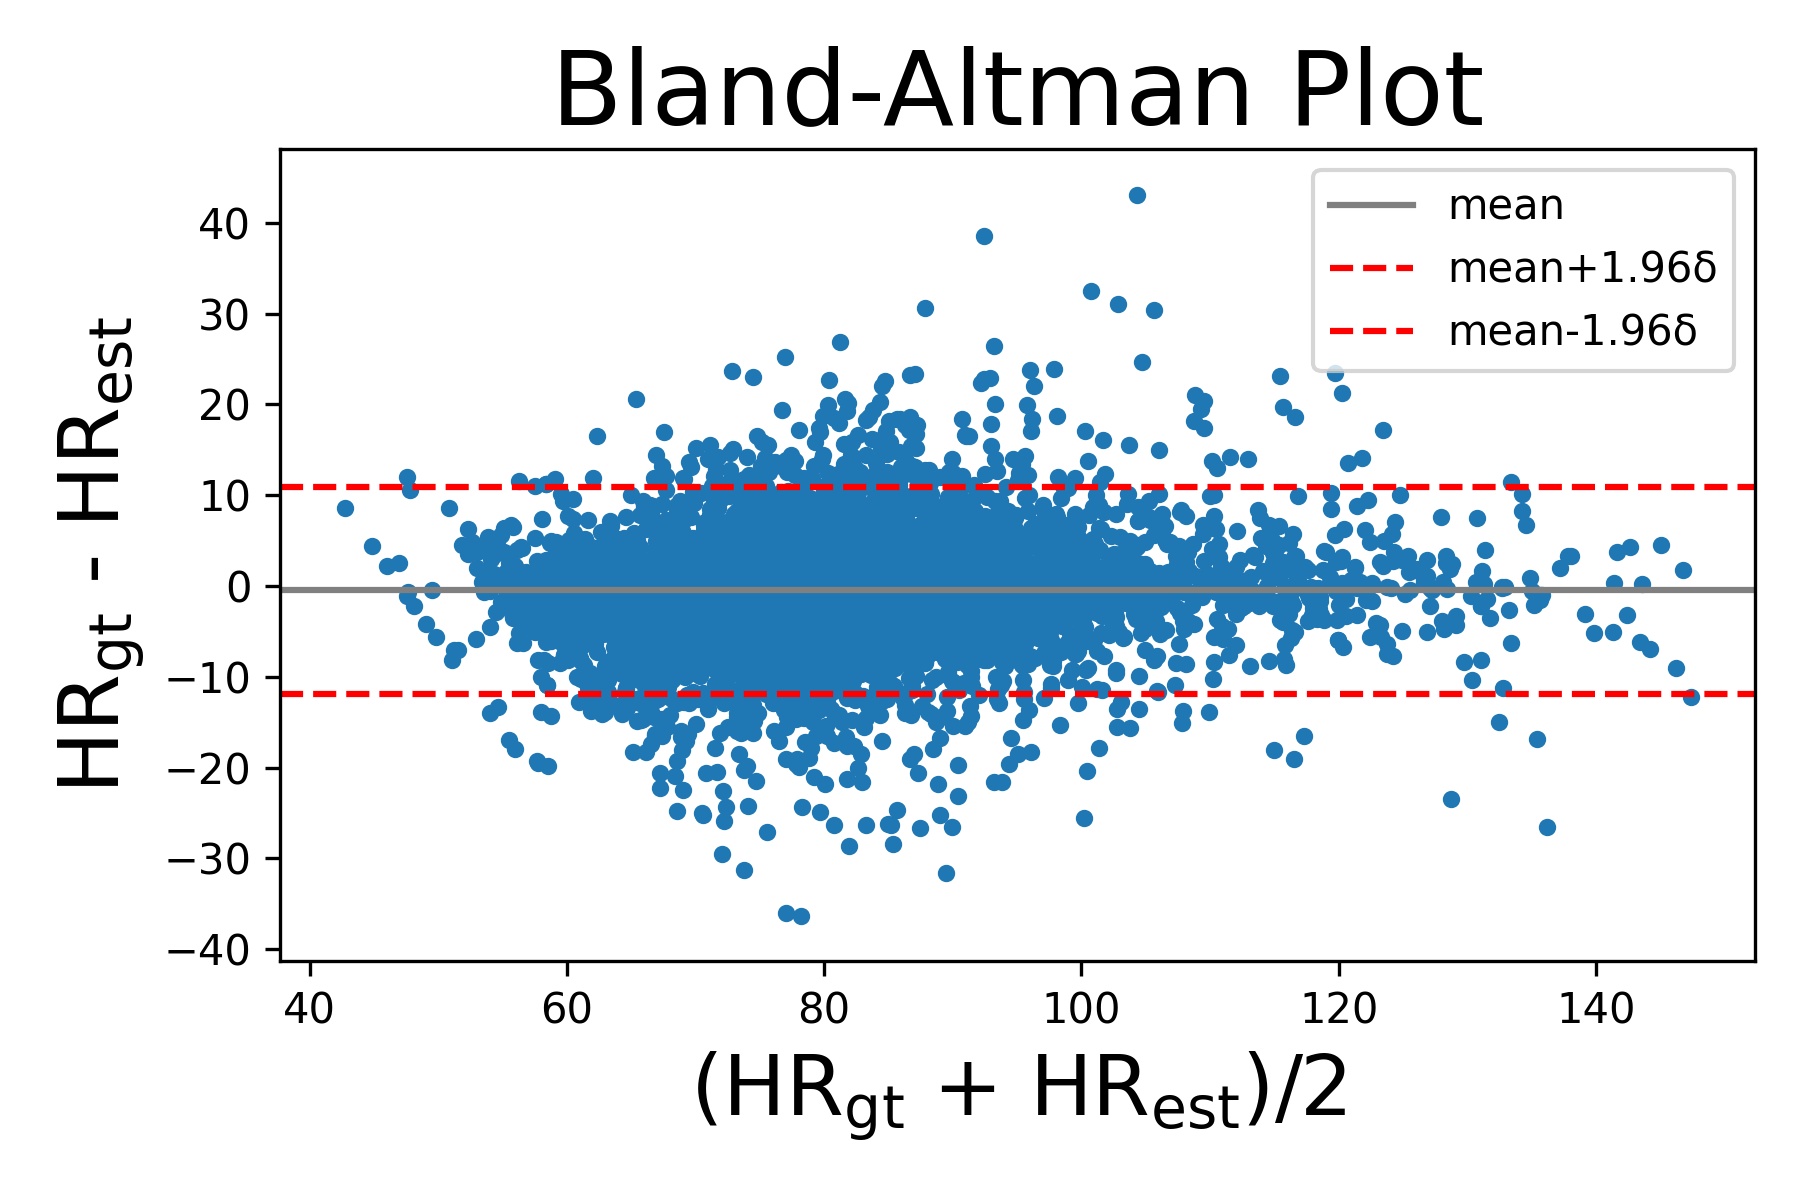 Bland-Altman Plot
mean
mean+1.96δ
mean-1.96δ
HRgt - HRest
40
30
20
10
0
−10
−20
−30
−40
40 60 80 100 120 140
(HRgt + HRest)/2